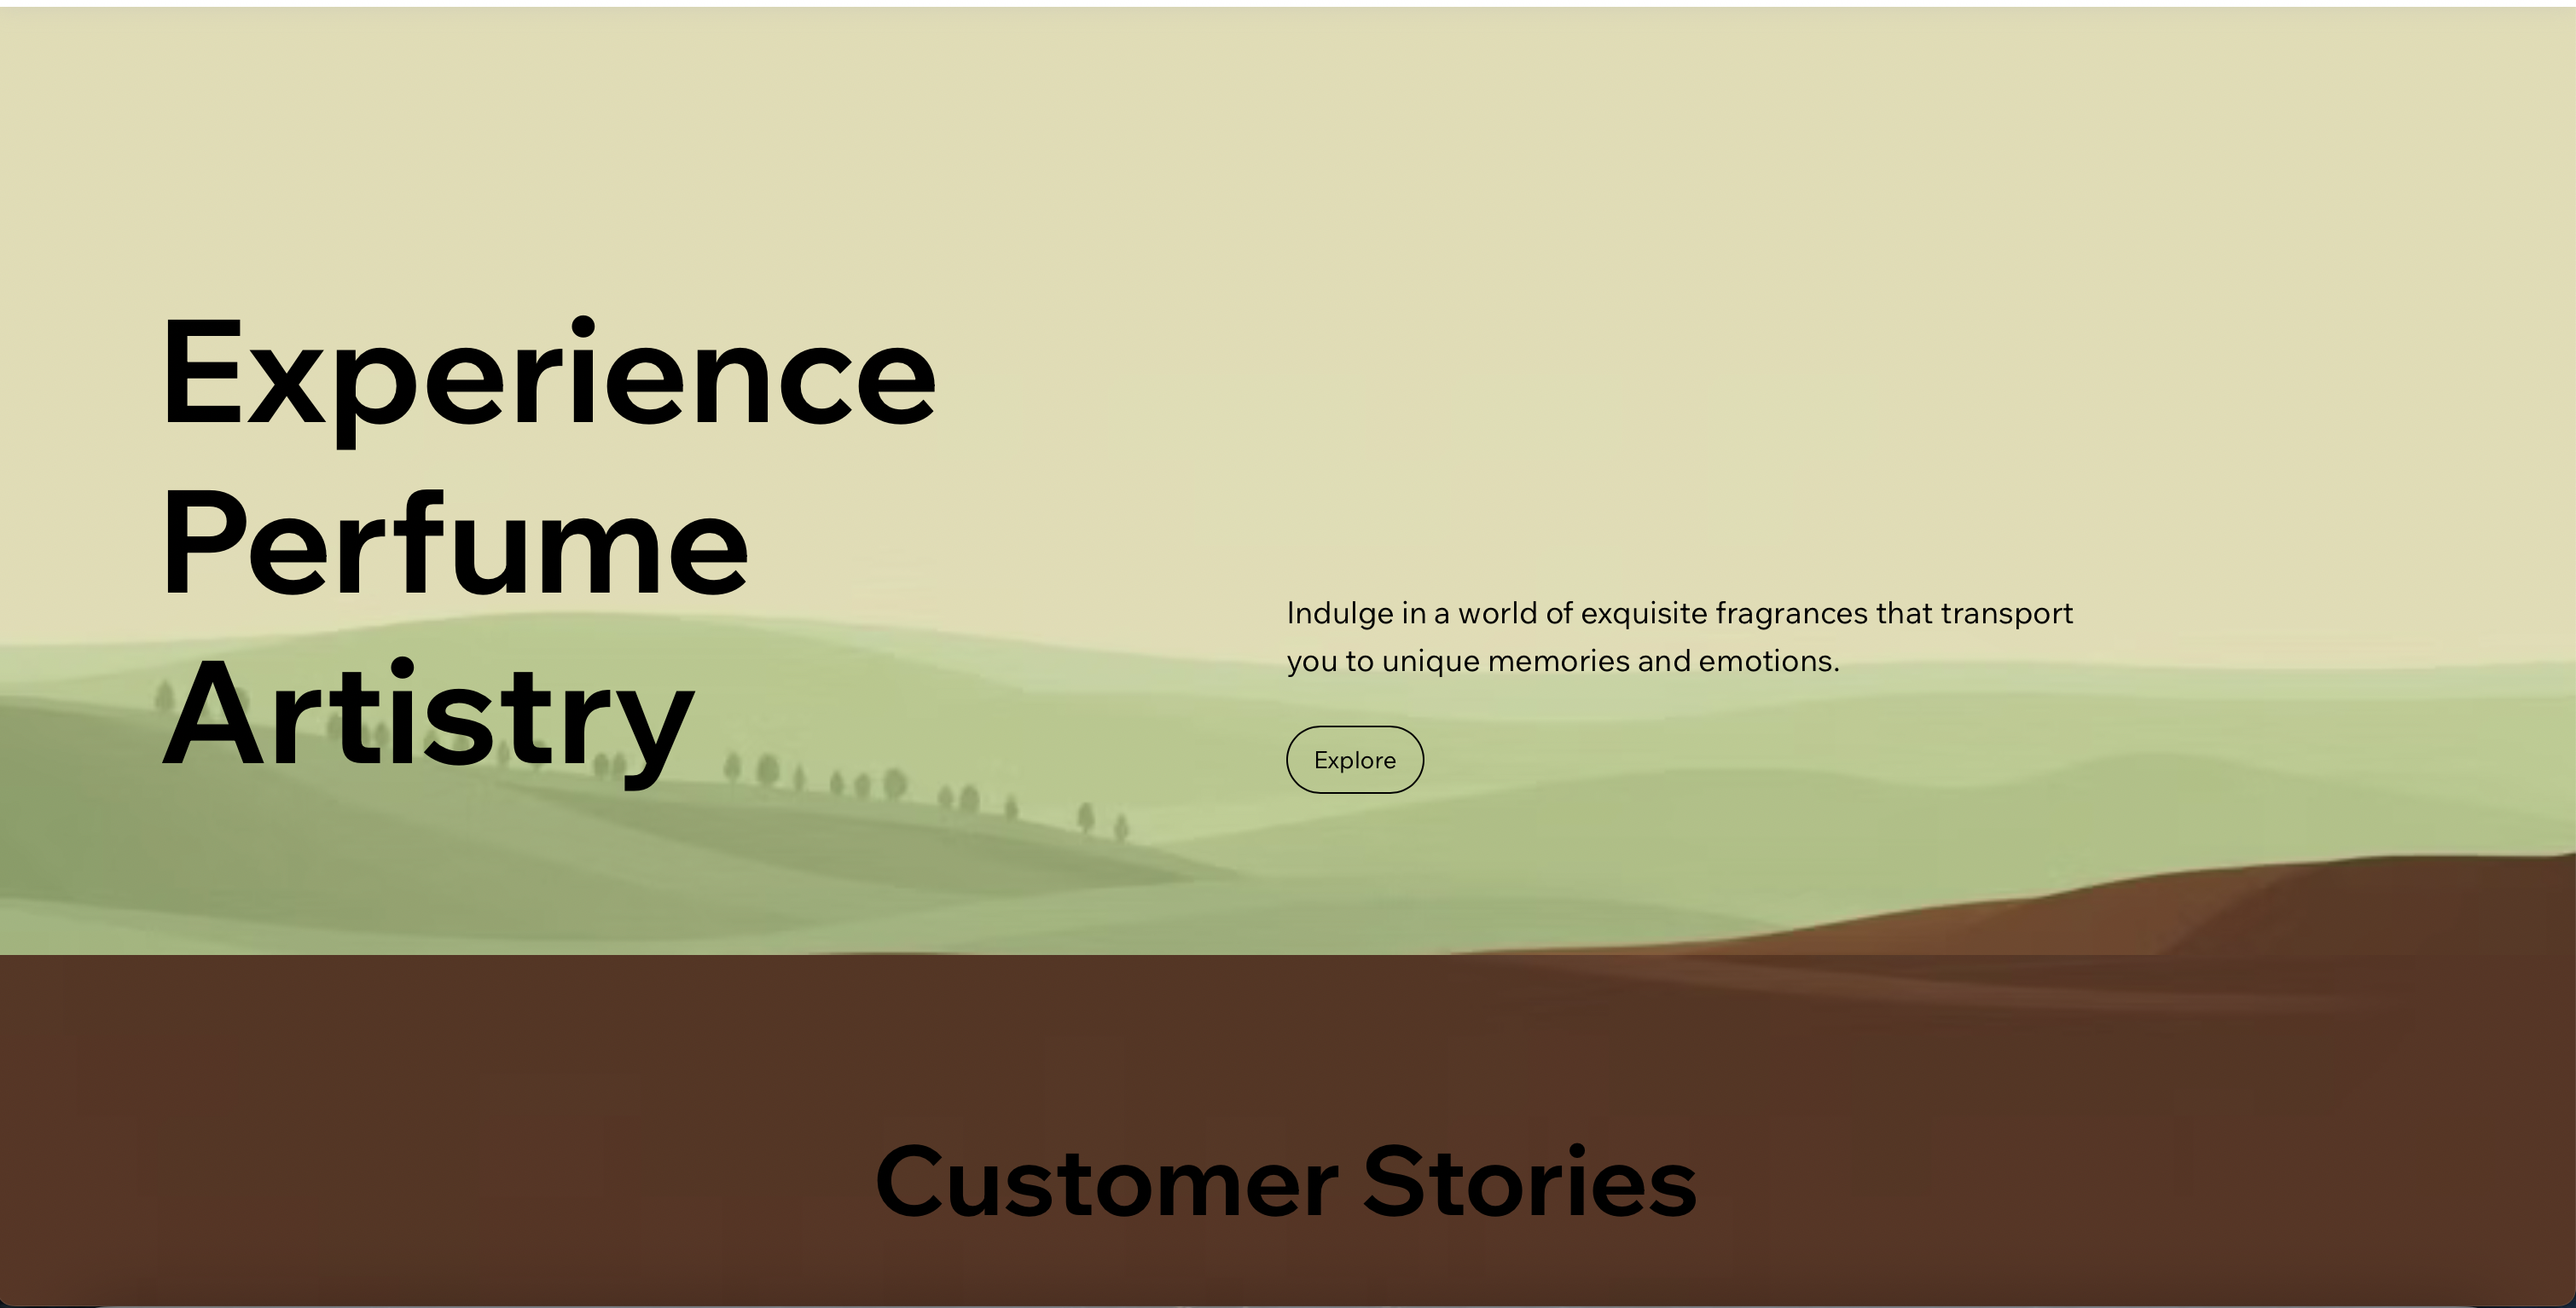 Experience
Perfume
Artistry
Indulge in a world of exquisite fragrances that transport
you to unique memories and emotions.
Explore
Customer Stories